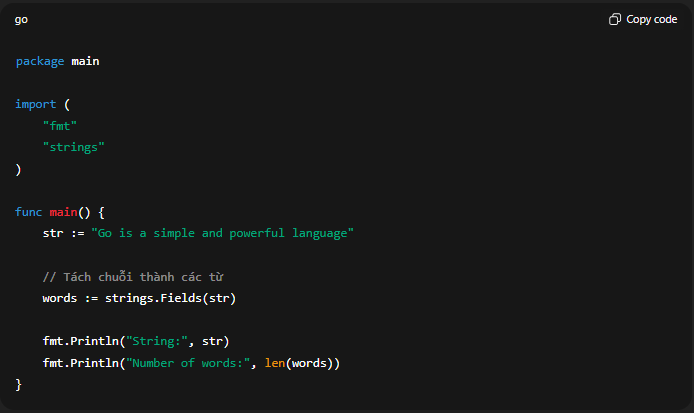 go
Copy code
package main
import (
    "fmt"
    "strings"
)
func main() {
    str := "Go is a simple and powerful language"
    // Tách chuỗi thành các từ
    words := strings.Fields(str)
    fmt.Println("String:", str)
    fmt.Println("Number of words:", len(words))
}